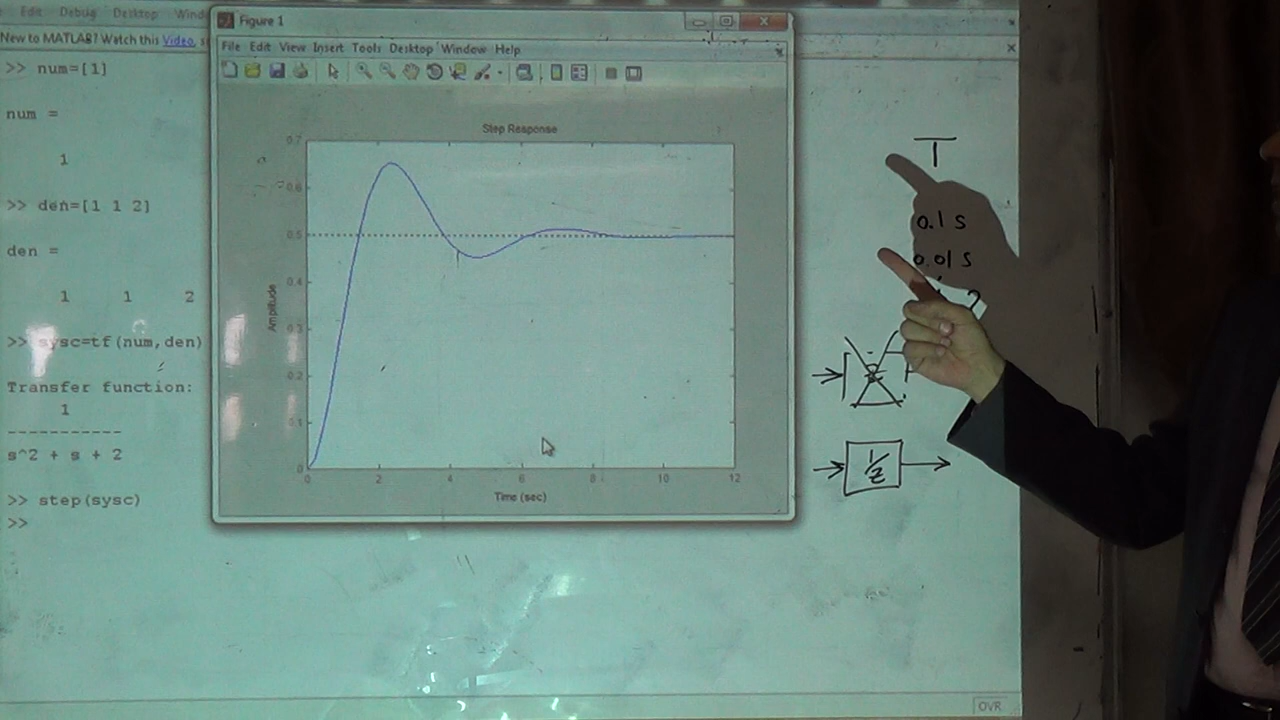 Edit Debug Desktop
New to MATLAB? Watch this Video,
>> num=[1]
num =
1
>> den=[1 1 2]
den =
1 1 2
>> sysc=tf(num,den)
Transfer function:
1
-----------
s^2 + s + 2
>> step(sysc)
>>
Figure 1
File Edit View Insert Tools Desktop Window Help
Step Response
0.7
0.6
0.5
0.4
0.3
0.2
0.1
0
Amplitude
0 2 4 6 8 10 12
Time (sec)
T
0.1 s
0.01 s
?
1/z
OVR